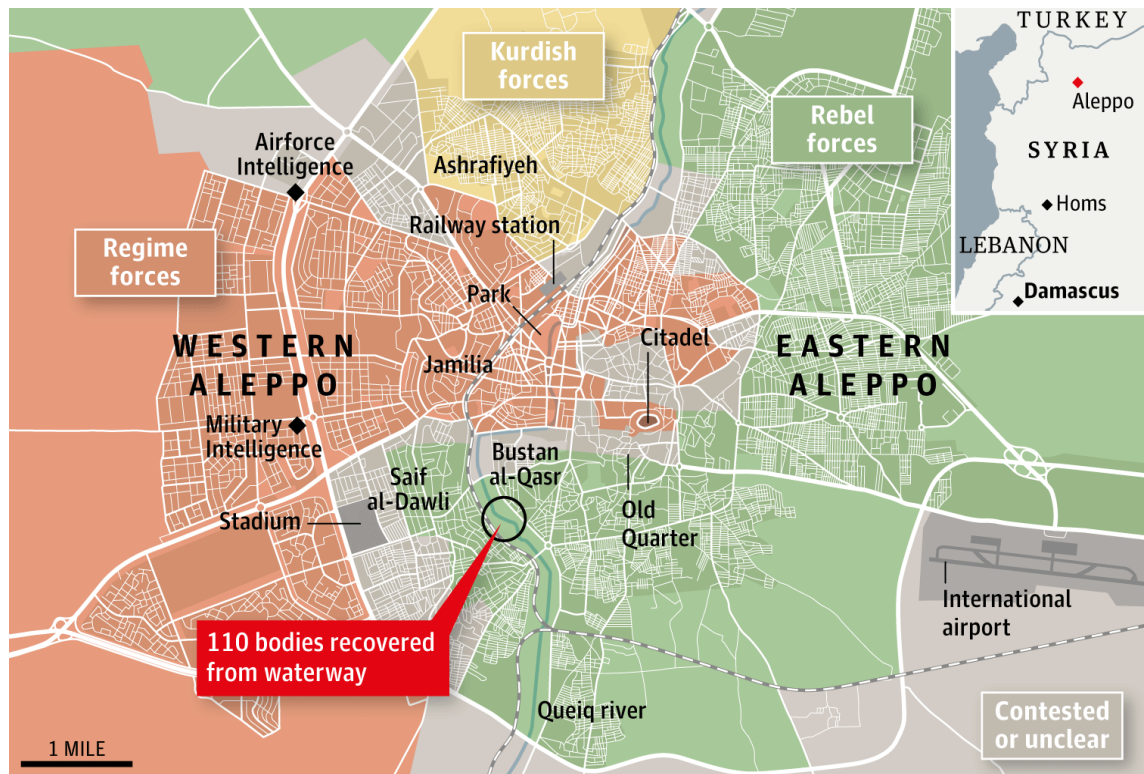 Kurdish
forces
TURKEY
Aleppo
SYRIA
Homs
LEBANON
Damascus
Rebel
forces
Airforce
Intelligence
Ashrafiyeh
Railway station
Regime
forces
Park
WESTERN
ALEPPO
Jamilia
Citadel
EASTERN
ALEPPO
Military
Intelligence
Saif
al-Dawli
Bustan
al-Qasr
Stadium
Old
Quarter
International
airport
110 bodies recovered
from waterway
Queiq river
Contested
or unclear
1 MILE